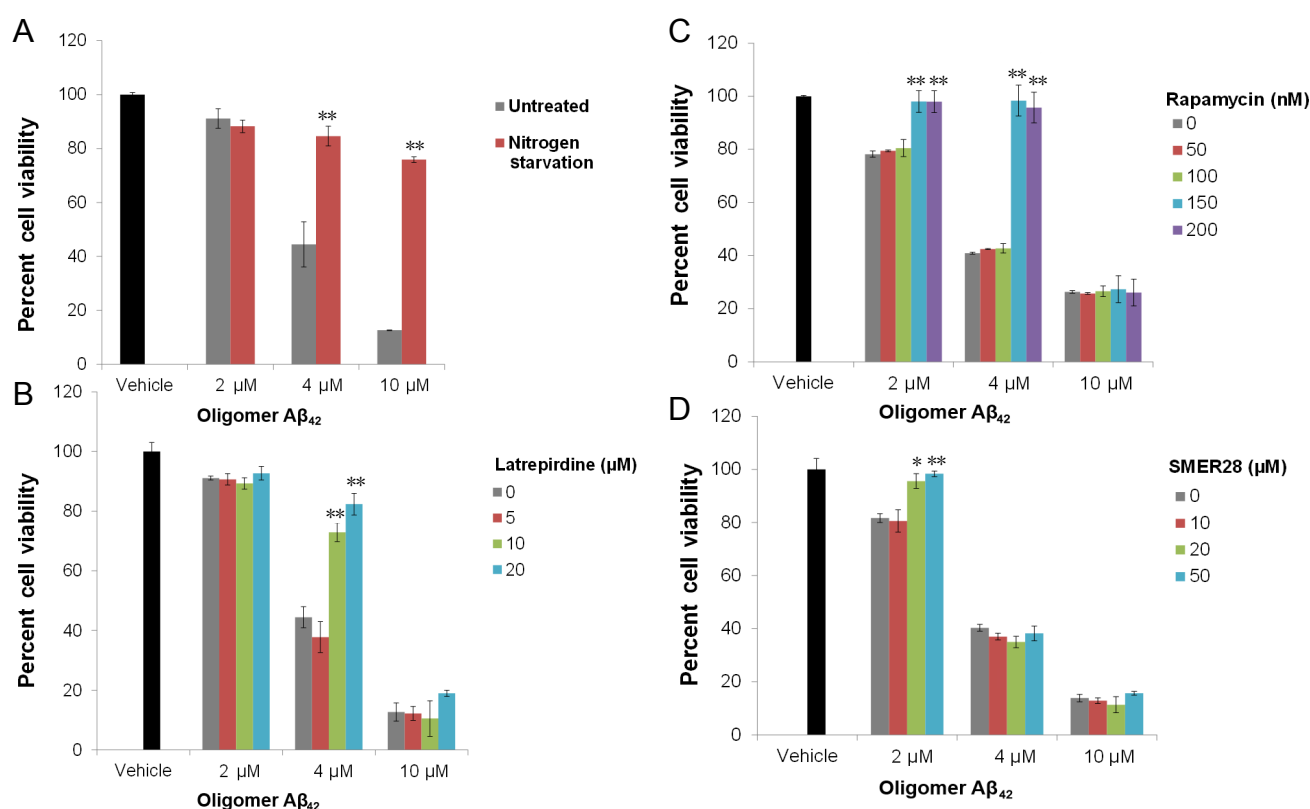 A
120
100
80
60
40
20
0
Percent cell viability
** **
Untreated
Nitrogen
starvation
Vehicle 2 µM 4 µM 10 µM
Oligomer Aβ42
B
120
100
80
60
40
20
0
Percent cell viability
** **
Latrepirdine (µM)
0
5
10
20
Vehicle 2 µM 4 µM 10 µM
Oligomer Aβ42
C
120
100
80
60
40
20
0
Percent cell viability
** ** ** **
Rapamycin (nM)
0
50
100
150
200
Vehicle 2 µM 4 µM 10 µM
Oligomer Aβ42
D
120
100
80
60
40
20
0
Percent cell viability
* **
SMER28 (µM)
0
10
20
50
Vehicle 2 µM 4 µM 10 µM
Oligomer Aβ42